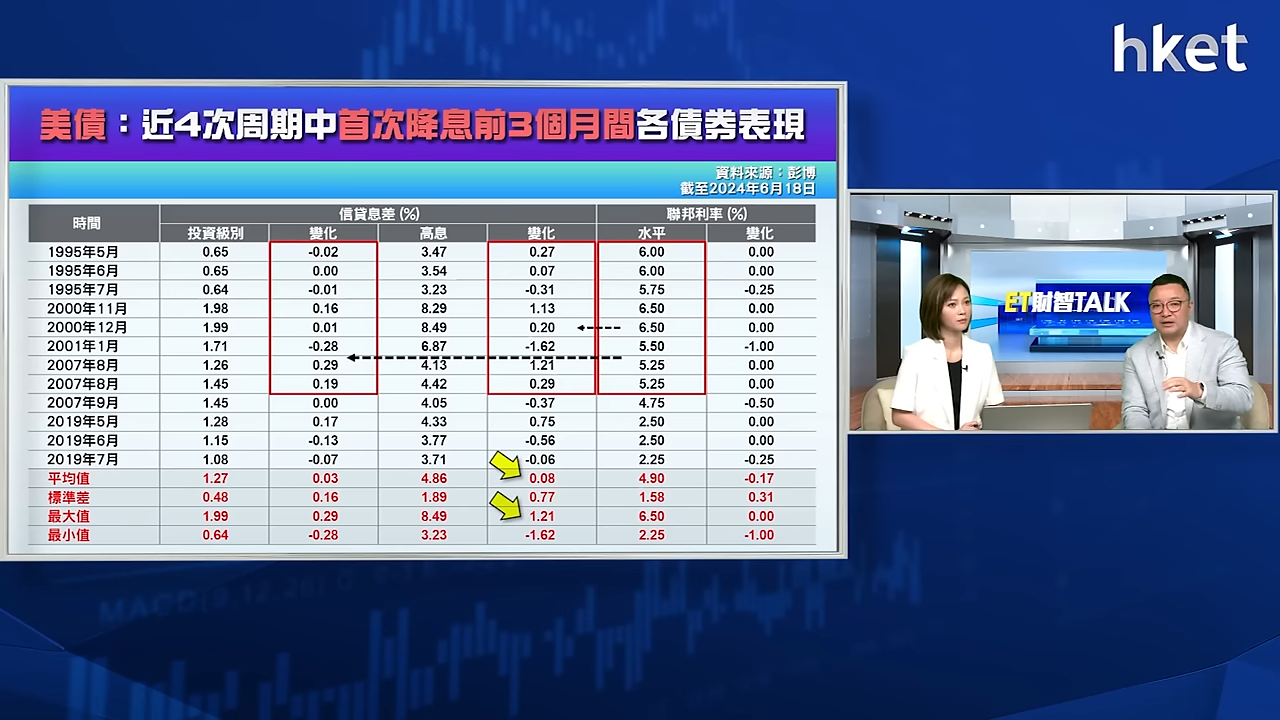 hket
美債：近4次周期中首次降息前3個月間各債券表現
資料來源：彭博
截至2024年6月18日
時間 信貸息差 (%) 聯邦利率 (%)
投資級別 變化 高息 變化 水平 變化
1995年5月 0.65 -0.02 3.47 0.27 6.00 0.00
1995年6月 0.65 0.00 3.54 0.07 6.00 0.00
1995年7月 0.64 -0.01 3.23 -0.31 5.75 -0.25
2000年11月 1.98 0.16 8.29 1.13 6.50 0.00
2000年12月 1.99 0.01 8.49 0.20 6.50 0.00
2001年1月 1.71 -0.28 6.87 -1.62 5.50 -1.00
2007年8月 1.26 0.29 4.13 1.21 5.25 0.00
2007年8月 1.45 0.19 4.42 0.29 5.25 0.00
2007年9月 1.45 0.00 4.05 -0.37 4.75 -0.50
2019年5月 1.28 0.17 4.33 0.75 2.50 0.00
2019年6月 1.15 -0.13 3.77 -0.56 2.50 0.00
2019年7月 1.08 -0.07 3.71 -0.06 2.25 -0.25
平均值 1.27 0.03 4.86 0.08 4.90 -0.17
標準差 0.48 0.16 1.89 0.77 1.58 0.31
最大值 1.99 0.29 8.49 1.21 6.50 0.00
最小值 0.64 -0.28 3.23 -1.62 2.25 -1.00
ET財智TALK